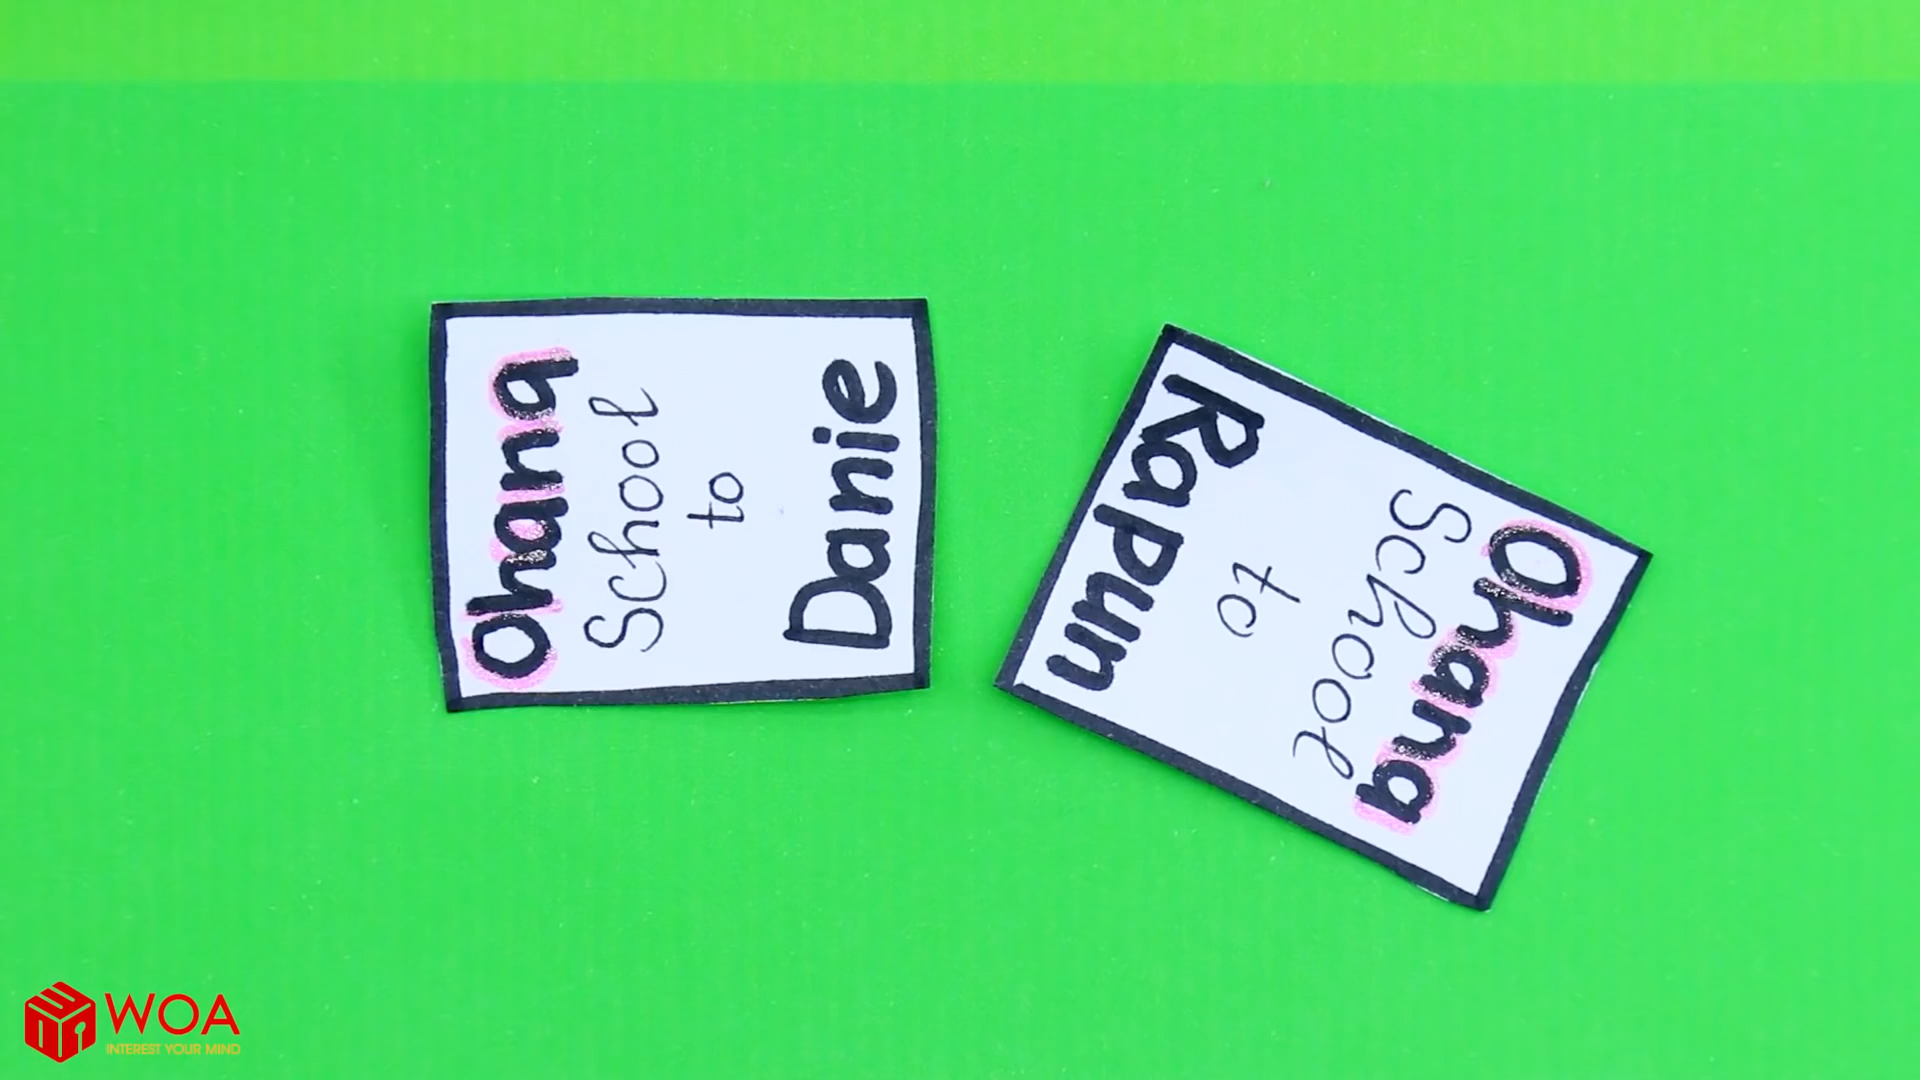 Ohana
School
to
Danie
Ohana
School
to
Rapun
WOA
INTEREST YOUR MIND